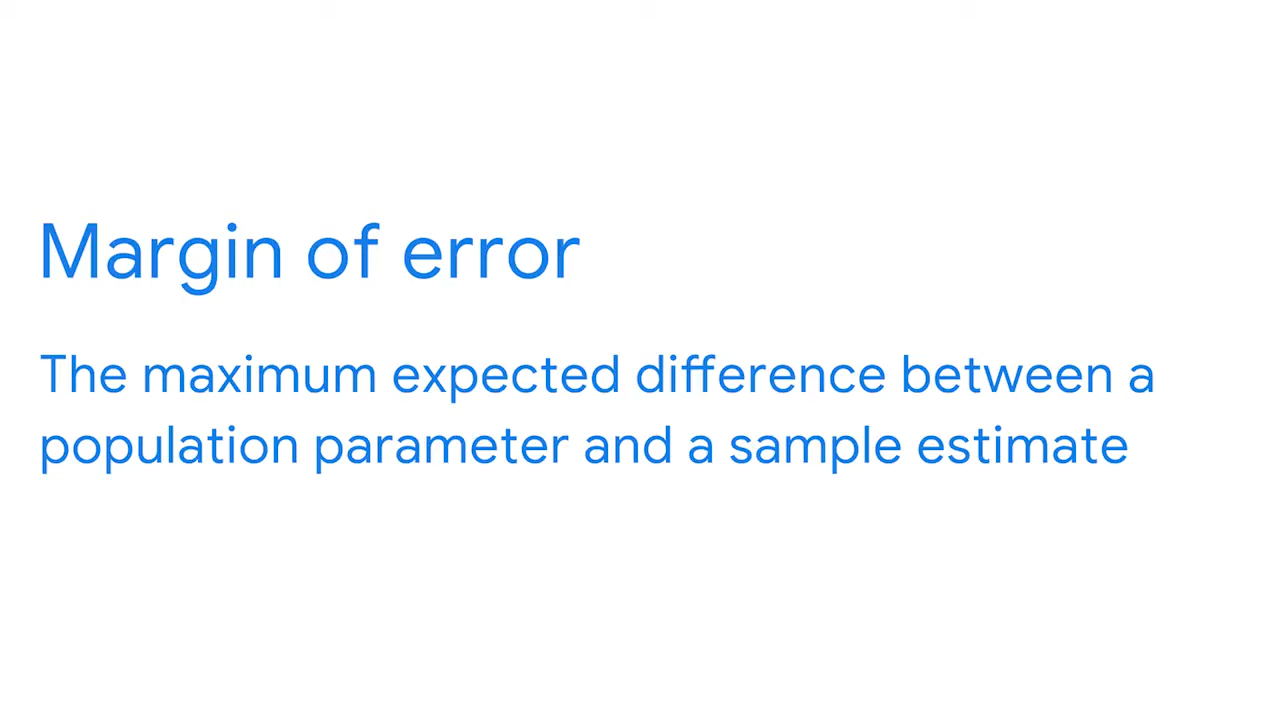 Margin of error
The maximum expected difference between a
population parameter and a sample estimate